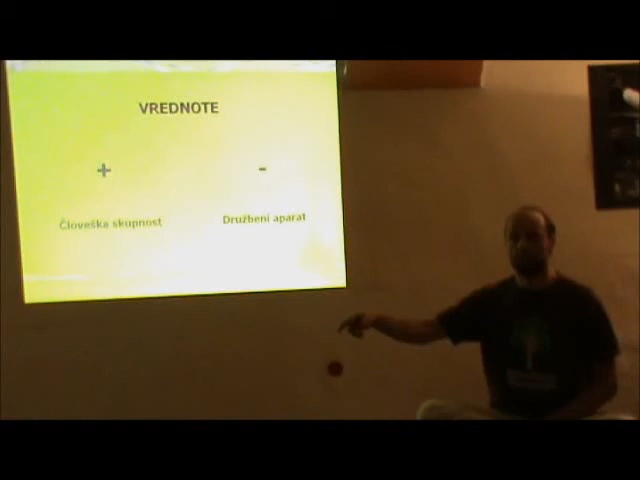 VREDNOTE
+ -
Človeška skupnost Družbeni aparat